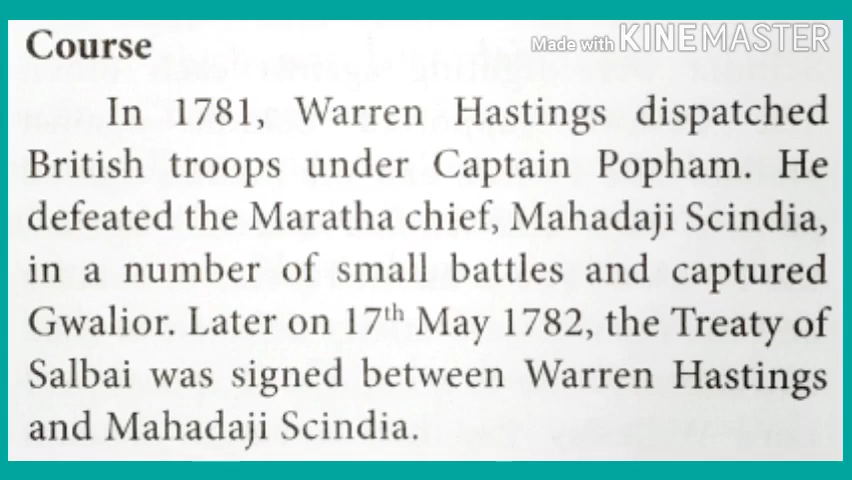 Course
Made with KINEMASTER
In 1781, Warren Hastings dispatched
British troops under Captain Popham. He
defeated the Maratha chief, Mahadaji Scindia,
in a number of small battles and captured
Gwalior. Later on 17th May 1782, the Treaty of
Salbai was signed between Warren Hastings
and Mahadaji Scindia.